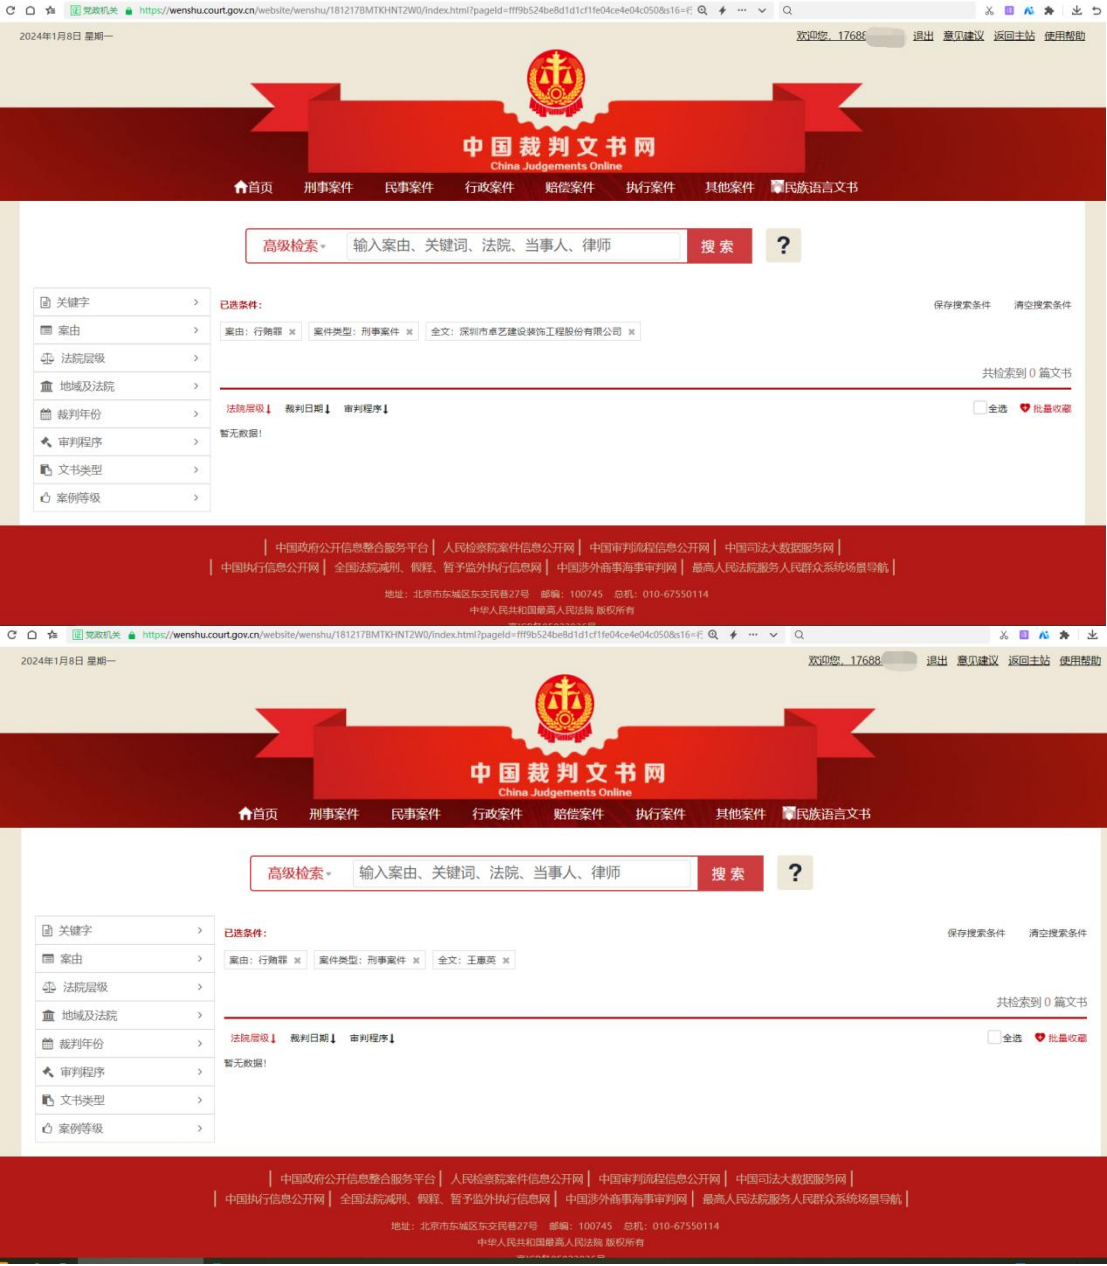 证 党政机关 https://wenshu.court.gov.cn/website/wenshu/181217BMTKHNT2W0/index.html?pageId=fff9b524be8d1d1cf1fe04ce4e04c050&s16=行
2024年1月8日 星期一
欢迎您，17688 退出 意见建议 返回主站 使用帮助
中国裁判文书网
China Judgements Online
首页 刑事案件 民事案件 行政案件 赔偿案件 执行案件 其他案件 民族语言文书
高级检索 输入案由、关键词、法院、当事人、律师 搜索 ?
关键字
案由
法院层级
地域及法院
裁判年份
审判程序
文书类型
案例等级
已选条件：
保存搜索条件 清空搜索条件
案由：行贿罪 × 案件类型：刑事案件 × 全文：深圳市卓艺建设装饰工程股份有限公司 ×
共检索到 0 篇文书
法院层级 裁判日期 审判程序
全选 批量收藏
暂无数据！
中国政府公开信息整合服务平台 | 人民检察院案件信息公开网 | 中国审判流程信息公开网 | 中国司法大数据服务网 |
中国执行信息公开网 | 全国法院减刑、假释、暂予监外执行信息网 | 中国涉外商事海事审判网 | 最高人民法院服务人民群众系统场景导航 |
地址：北京市东城区东交民巷27号 邮编：100745 总机：010-67550114
中华人民共和国最高人民法院 版权所有
证 党政机关 https://wenshu.court.gov.cn/website/wenshu/181217BMTKHNT2W0/index.html?pageId=fff9b524be8d1d1cf1fe04ce4e04c050&s16=行
2024年1月8日 星期一
欢迎您，17688 退出 意见建议 返回主站 使用帮助
中国裁判文书网
China Judgements Online
首页 刑事案件 民事案件 行政案件 赔偿案件 执行案件 其他案件 民族语言文书
高级检索 输入案由、关键词、法院、当事人、律师 搜索 ?
关键字
案由
法院层级
地域及法院
裁判年份
审判程序
文书类型
案例等级
已选条件：
保存搜索条件 清空搜索条件
案由：行贿罪 × 案件类型：刑事案件 × 全文：王惠英 ×
共检索到 0 篇文书
法院层级 裁判日期 审判程序
全选 批量收藏
暂无数据！
中国政府公开信息整合服务平台 | 人民检察院案件信息公开网 | 中国审判流程信息公开网 | 中国司法大数据服务网 |
中国执行信息公开网 | 全国法院减刑、假释、暂予监外执行信息网 | 中国涉外商事海事审判网 | 最高人民法院服务人民群众系统场景导航 |
地址：北京市东城区东交民巷27号 邮编：100745 总机：010-67550114
中华人民共和国最高人民法院 版权所有